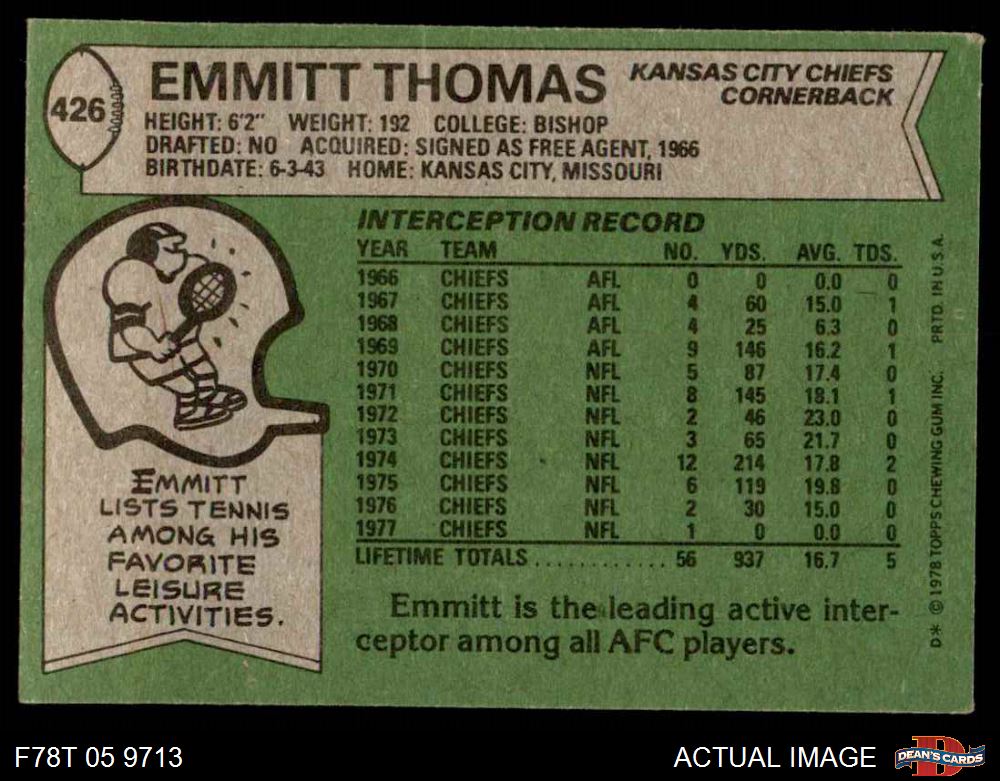 426
EMMITT THOMAS
KANSAS CITY CHIEFS
CORNERBACK
HEIGHT: 6'2" WEIGHT: 192 COLLEGE: BISHOP
DRAFTED: NO ACQUIRED: SIGNED AS FREE AGENT, 1966
BIRTHDATE: 6-3-43 HOME: KANSAS CITY, MISSOURI
INTERCEPTION RECORD
YEAR TEAM NO. YDS. AVG. TDS.
1966 CHIEFS AFL 0 0 0.0 0
1967 CHIEFS AFL 4 60 15.0 1
1968 CHIEFS AFL 4 25 6.3 0
1969 CHIEFS AFL 9 146 16.2 1
1970 CHIEFS NFL 5 87 17.4 0
1971 CHIEFS NFL 8 145 18.1 1
1972 CHIEFS NFL 2 46 23.0 0
1973 CHIEFS NFL 3 65 21.7 0
1974 CHIEFS NFL 12 214 17.8 2
1975 CHIEFS NFL 6 119 19.8 0
1976 CHIEFS NFL 2 30 15.0 0
1977 CHIEFS NFL 1 0 0.0 0
LIFETIME TOTALS ............ 56 937 16.7 5
Emmitt is the leading active inter-
ceptor among all AFC players.
EMMITT
LISTS TENNIS
AMONG HIS
FAVORITE
LEISURE
ACTIVITIES.
D* © 1978 TOPPS CHEWING GUM INC. PRTD. IN U.S.A.
F78T 05 9713
ACTUAL IMAGE
D
DEAN'S CARDS